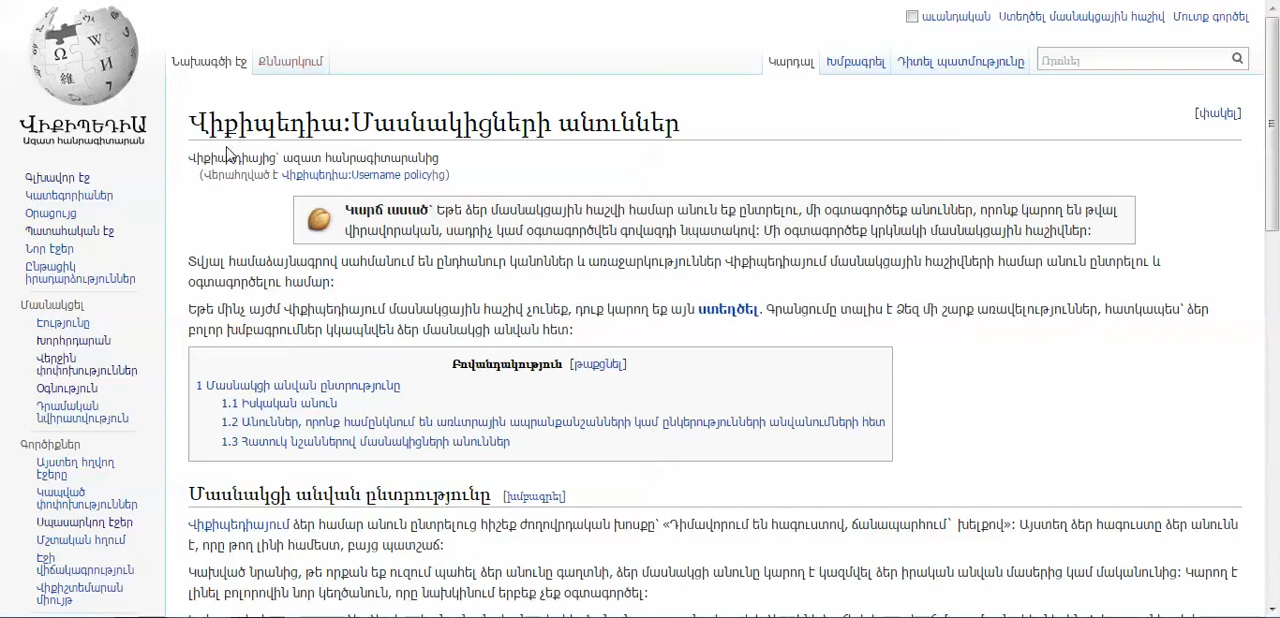 աւանդական Ստեղծել մասնակցային հաշիվ Մուտք գործել
Նախագծի էջ Քննարկում Կարդալ Խմբագրել Դիտել պատմությունը Որոնել
ՎԻՔԻՊԵԴԻԱ
Ազատ հանրագիտարան
Գլխավոր էջ
Կատեգորիաներ
Օրացույց
Պատահական էջ
Նոր էջեր
Ընթացիկ
իրադարձություններ
Մասնակցել
Էությունը
Խորհրդարան
Վերջին
փոփոխություններ
Օգնություն
Դրամական
նվիրատվություն
Գործիքներ
Այստեղ հղվող
էջերը
Կապված
փոփոխություններ
Սպասարկող էջեր
Մշտական հղում
Էջի
վիճակագրություն
Վիքիշտեմարան
միույթ
Վիքիպեդիա:Մասնակիցների անուններ
[փակել]
Վիքիպեդիայից՝ ազատ հանրագիտարանից
(Վերահղված է Վիքիպեդիա:Username policyից)
Կարճ ասած՝ Եթե ձեր մասնակցային հաշվի համար անուն եք ընտրելու, մի օգտագործեք անուններ, որոնք կարող են թվալ
վիրավորական, սադրիչ կամ օգտագործվեն գովազդի նպատակով: Մի օգտագործեք կրկնակի մասնակցային հաշիվներ:
Տվյալ համաձայնագրով սահմանում են ընդհանուր կանոններ և առաջարկություններ Վիքիպեդիայում մասնակցային հաշիվների համար անուն ընտրելու և
օգտագործելու համար:
Եթե մինչ այժմ Վիքիպեդիայում մասնակցային հաշիվ չունեք, դուք կարող եք այն ստեղծել. Գրանցումը տալիս է Ձեզ մի շարք առավելություններ, հատկապես՝ ձեր
բոլոր խմբագրումներ կկապնվեն ձեր մասնակցի անվան հետ:
Բովանդակություն [թաքցնել]
1 Մասնակցի անվան ընտրությունը
1.1 Իսկական անուն
1.2 Անուններ, որոնք համընկնում են առևտրային ապրանքանշանների կամ ընկերությունների անվանումների հետ
1.3 Հատուկ նշաններով մասնակիցների անուններ
Մասնակցի անվան ընտրությունը [խմբագրել]
Վիքիպեդիայում ձեր համար անուն ընտրելուց հիշեք ժողովրդական խոսքը՝ «Դիմավորում են հագուստով, ճանապարհում՝ խելքով»: Այստեղ ձեր հագուստը ձեր անունն
է, որը թող լինի համեստ, բայց պատշաճ:
Կախված նրանից, թե որքան եք ուզում պահել ձեր անունը գաղտնի, ձեր մասնակցի անունը կարող է կազմվել ձեր իրական անվան մասերից կամ մականունից: Կարող է
լինել բոլորովին նոր կեղծանուն, որը նախկինում երբեք չեք օգտագործել: